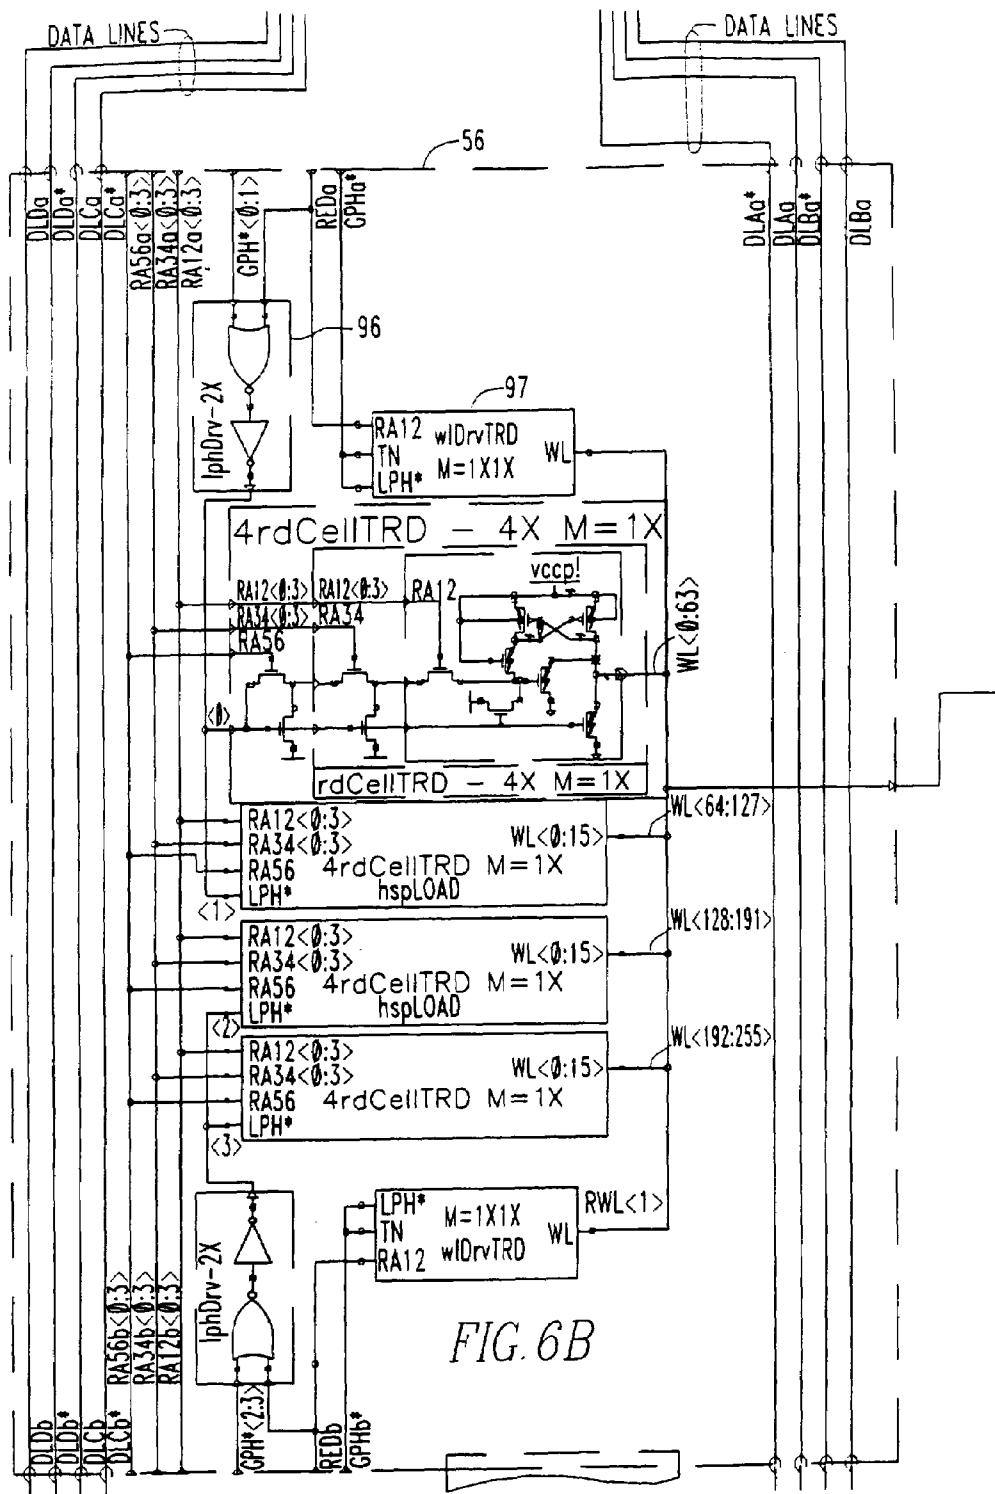 DATA LINES
DATA LINES
56
DLDa
DLDa*
DLCa
DLCa*
RA56a<0:3>
RA34a<0:3>
RA12a<0:3>
GPH*<0:1>
REDa
GPHa*
DLAa*
DLAa
DLBa*
DLBa
96
lphDrv-2X
97
RA12
wlDrvTRD
TN
M=1X1X
WL
LPH*
4rdCellTRD - 4X M=1X
RA12<0:3>
RA12<0:3>
RA12
vccp!
RA34<0:3>
RA34
RA56
WL<0:63>
<0>
rdCellTRD - 4X M=1X
WL<64:127>
RA12<0:3>
WL<0:15>
RA34<0:3>
RA56
4rdCellTRD M=1X
LPH*
hspLOAD
<1>
WL<128:191>
RA12<0:3>
WL<0:15>
RA34<0:3>
RA56
4rdCellTRD M=1X
LPH*
hspLOAD
<2>
WL<192:255>
RA12<0:3>
WL<0:15>
RA34<0:3>
RA56
4rdCellTRD M=1X
LPH*
<3>
lphDrv-2X
LPH*
M=1X1X
RWL<1>
TN
wlDrvTRD
WL
RA12
FIG. 6B
DLDb
DLDb*
DLCb
DLCb*
RA56b<0:3>
RA34b<0:3>
RA12b<0:3>
GPH*<2:3>
REDb
GPHb*